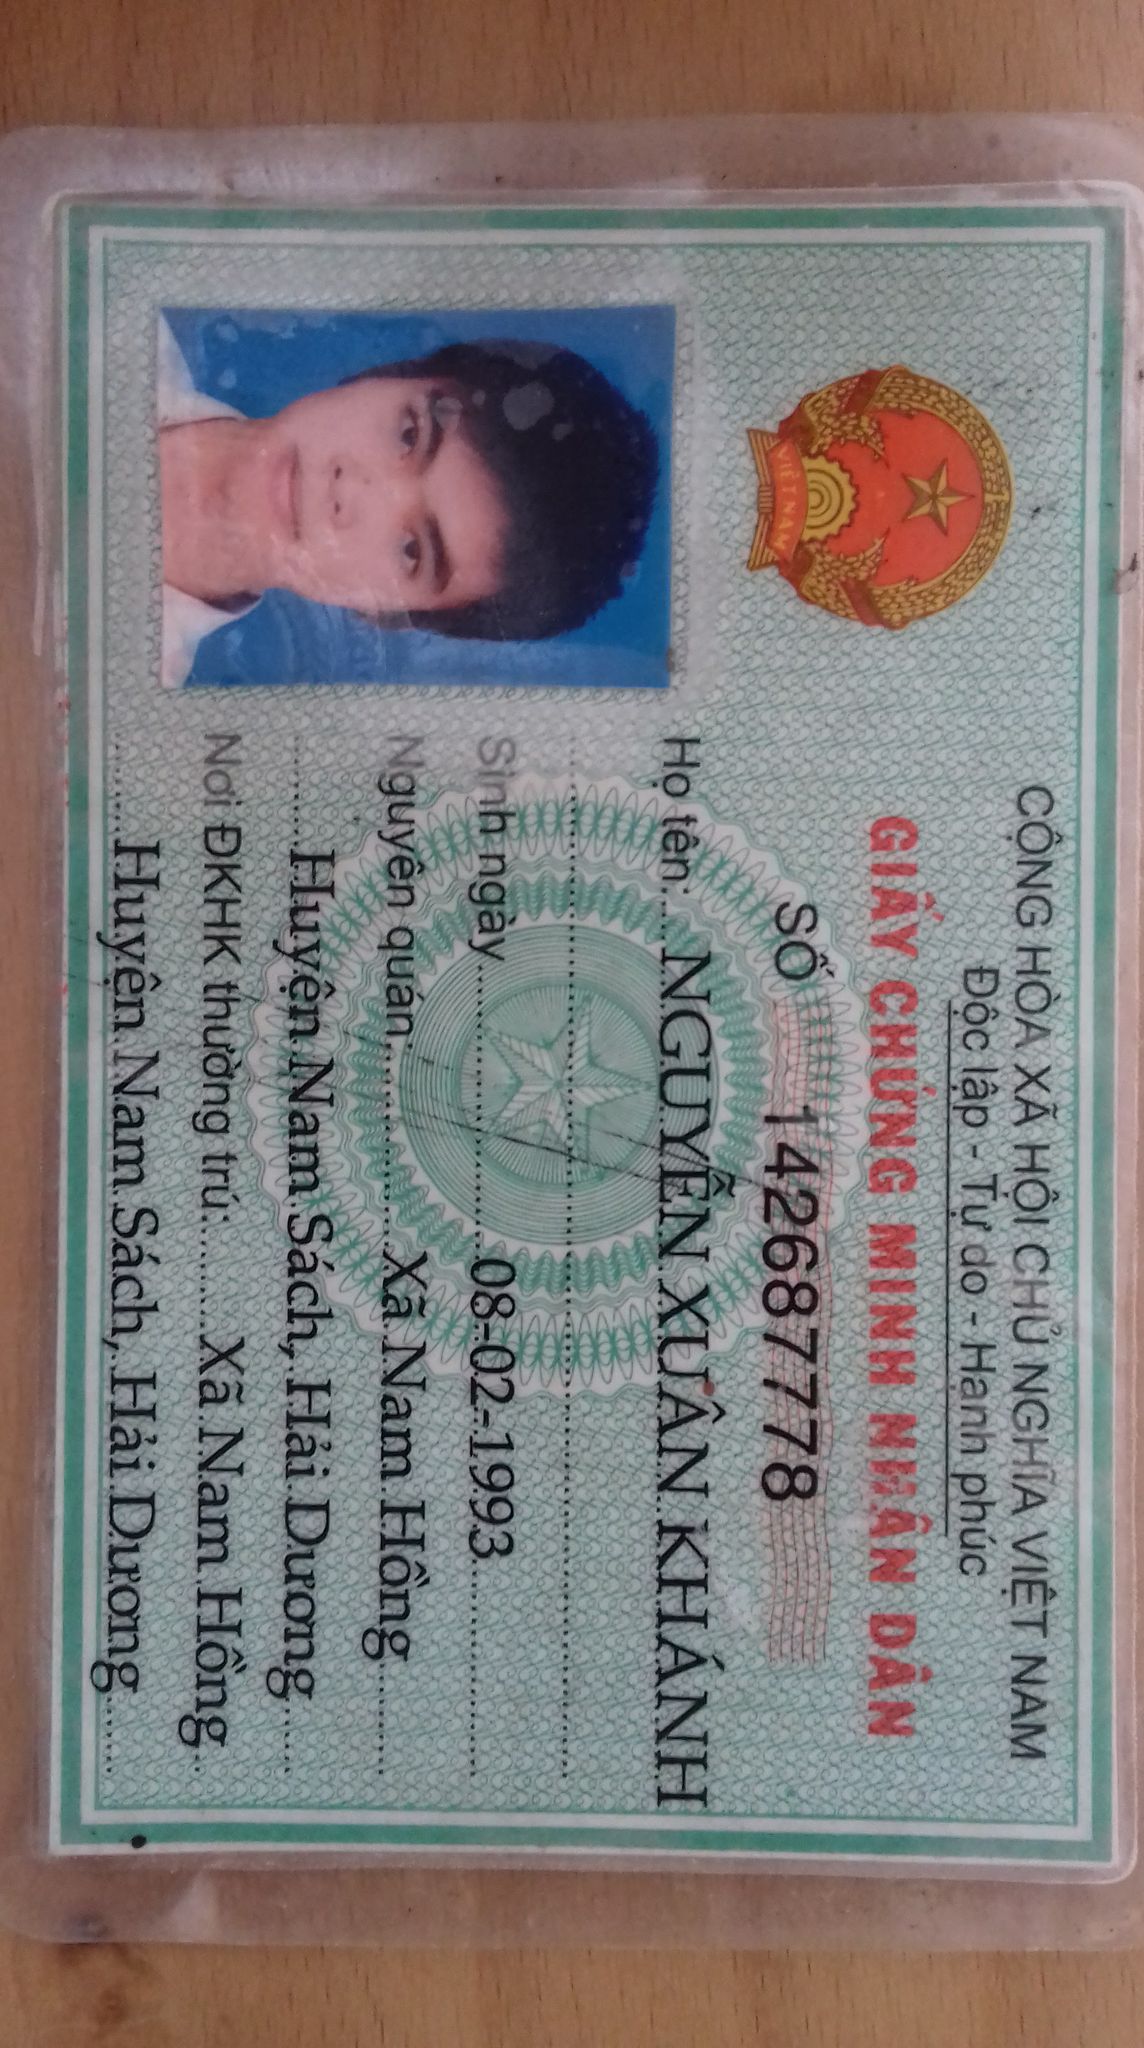 CỘNG HÒA XÃ HỘI CHỦ NGHĨA VIỆT NAM
Độc lập - Tự do - Hạnh phúc
GIẤY CHỨNG MINH NHÂN DÂN
SỐ 142687778
Họ tên: NGUYỄN XUÂN KHÁNH
Sinh ngày 08-02-1993
Nguyên quán: Xã Nam Hồng
Huyện Nam Sách, Hải Dương
Nơi ĐKHK thường trú: Xã Nam Hồng
Huyện Nam Sách, Hải Dương
VIỆT NAM